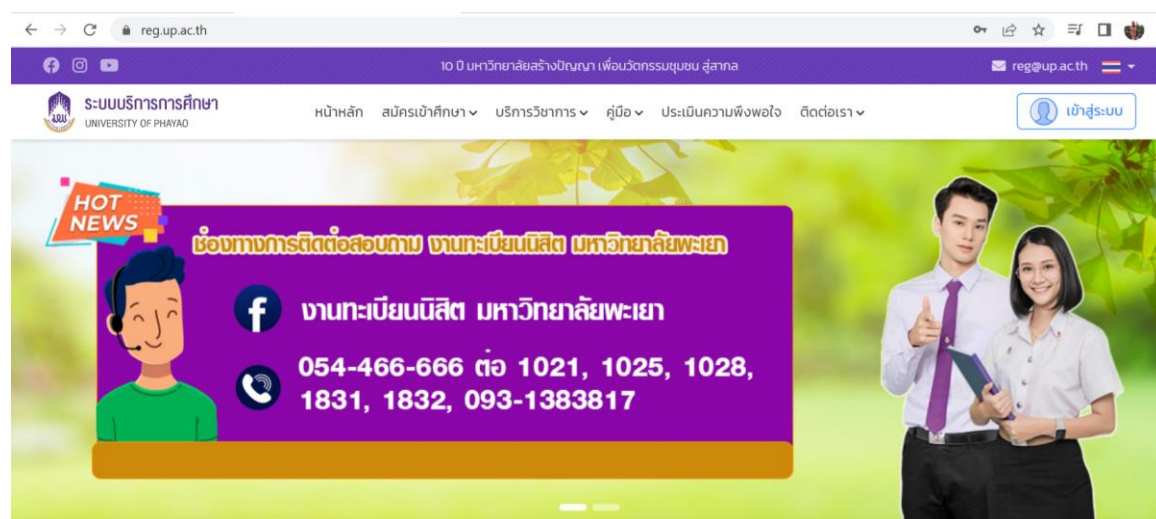 reg.up.ac.th
10 ปี มหาวิทยาลัยสร้างปัญญา เพื่อนวัตกรรมชุมชน สู่สากล
reg@up.ac.th
ระบบบริการการศึกษา
UNIVERSITY OF PHAYAO
หน้าหลัก สมัครเข้าศึกษา บริการวิชาการ คู่มือ ประเมินความพึงพอใจ ติดต่อเรา
เข้าสู่ระบบ
HOT
NEWS
ช่องทางการติดต่อสอบถาม งานทะเบียนนิสิต มหาวิทยาลัยพะเยา
งานทะเบียนนิสิต มหาวิทยาลัยพะเยา
054-466-666 ต่อ 1021, 1025, 1028,
1831, 1832, 093-1383817